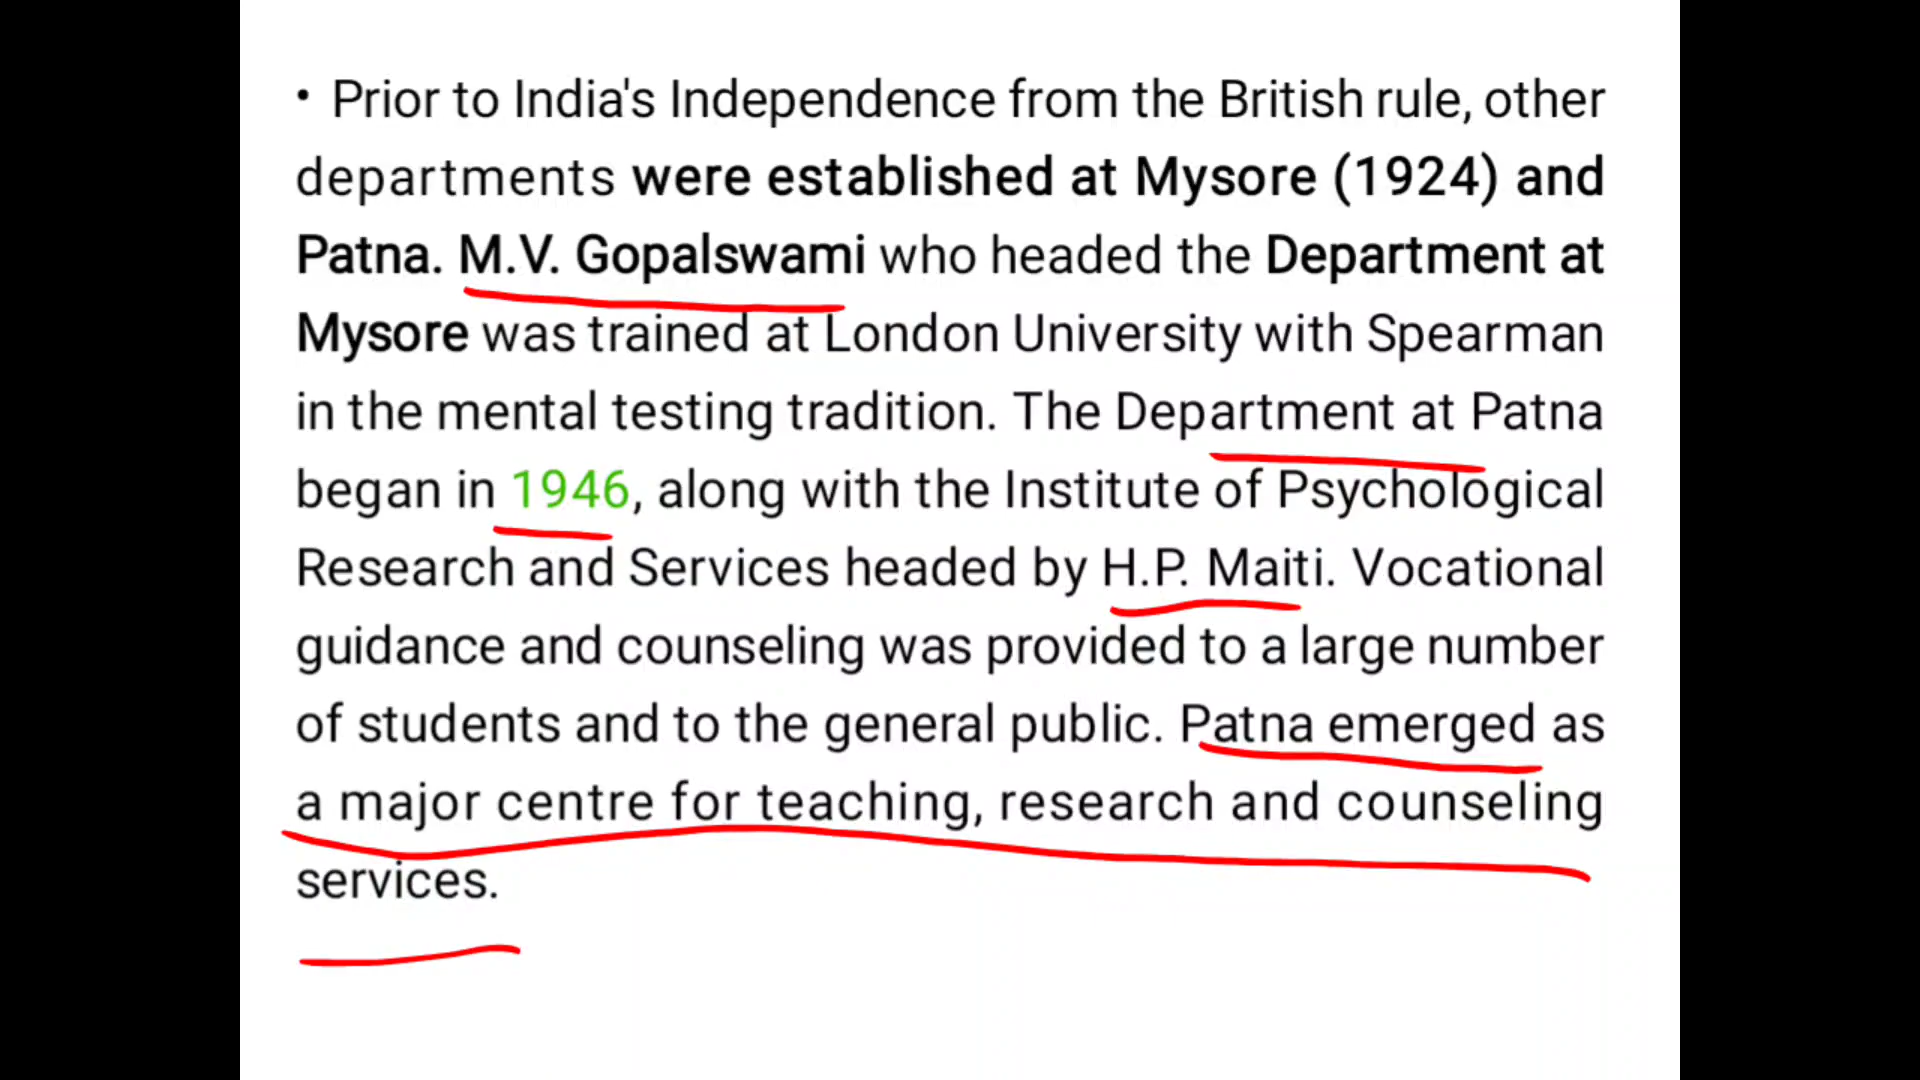 • Prior to India's Independence from the British rule, other
departments were established at Mysore (1924) and
Patna. M.V. Gopalswami who headed the Department at
Mysore was trained at London University with Spearman
in the mental testing tradition. The Department at Patna
began in 1946, along with the Institute of Psychological
Research and Services headed by H.P. Maiti. Vocational
guidance and counseling was provided to a large number
of students and to the general public. Patna emerged as
a major centre for teaching, research and counseling
services.